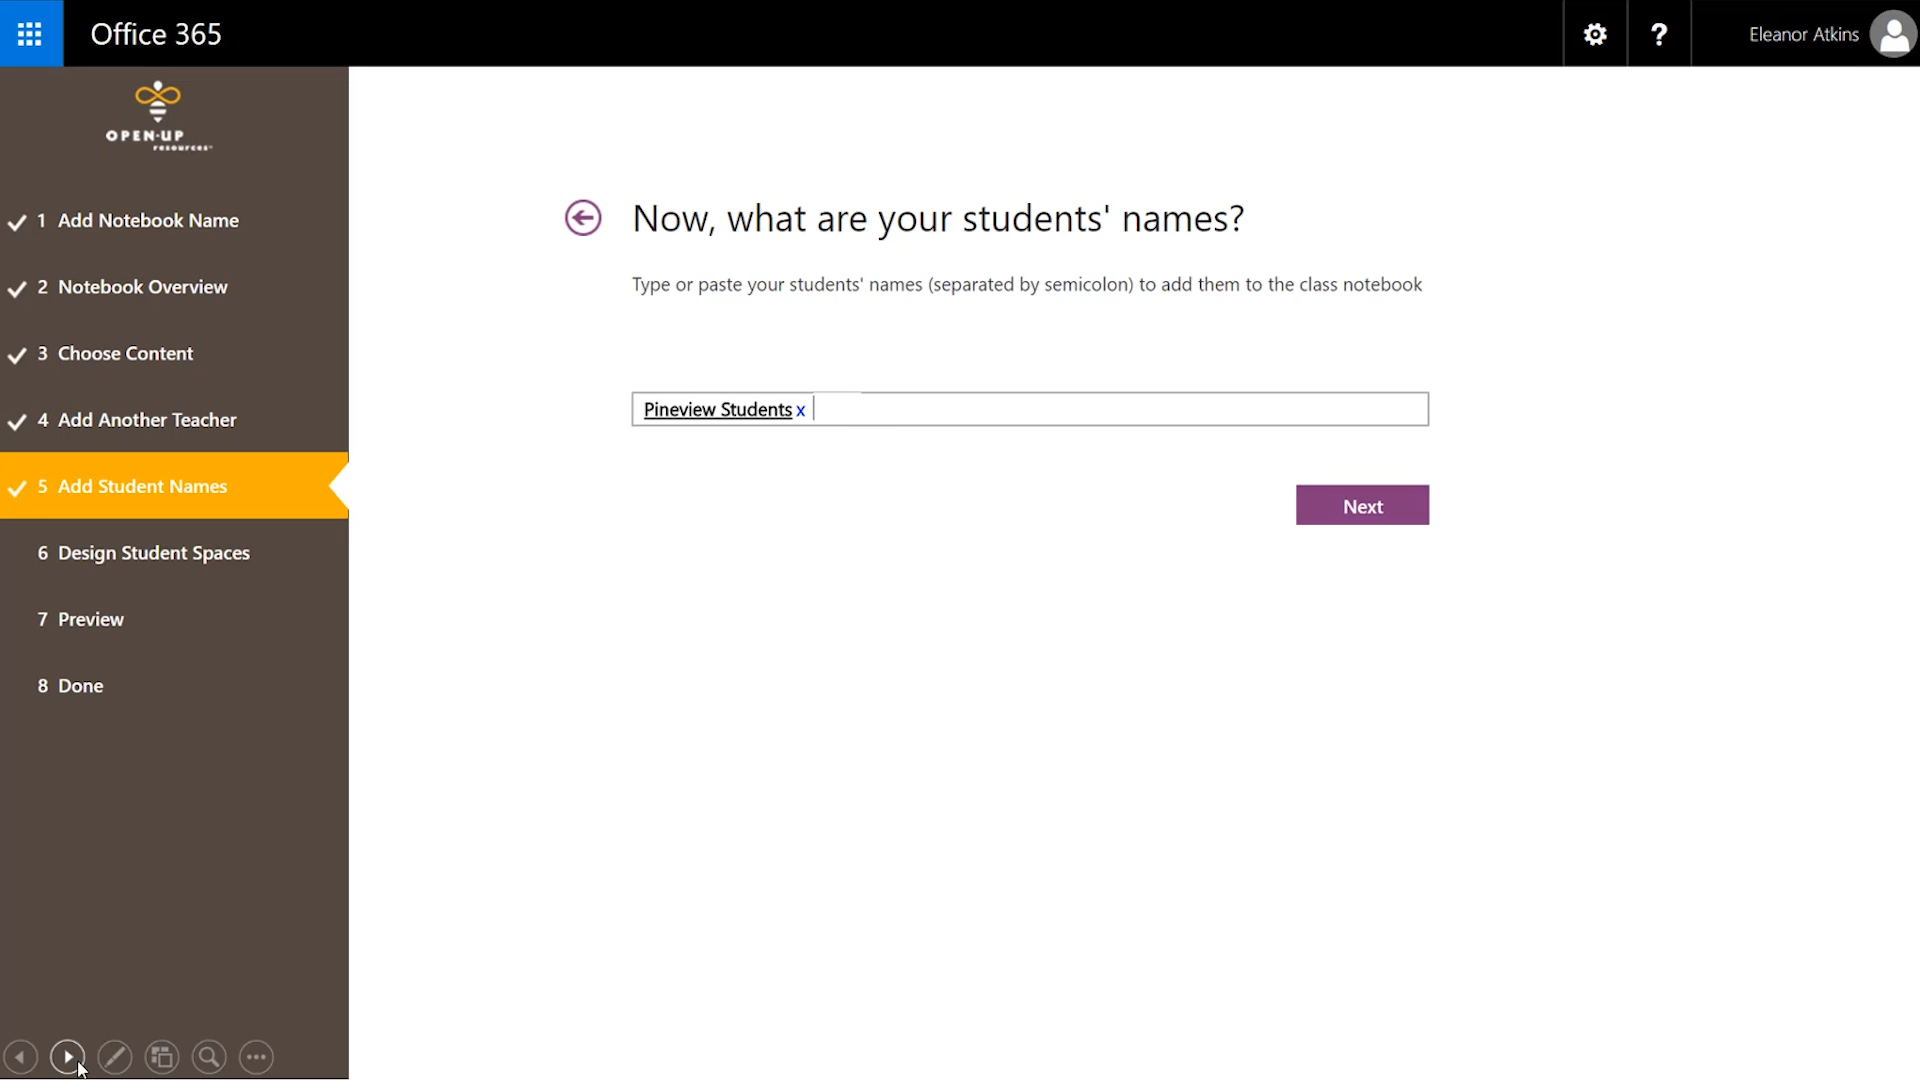 Office 365
?
Eleanor Atkins
OPEN-UP
resources™
1 Add Notebook Name
2 Notebook Overview
3 Choose Content
4 Add Another Teacher
5 Add Student Names
6 Design Student Spaces
7 Preview
8 Done
Now, what are your students' names?
Type or paste your students' names (separated by semicolon) to add them to the class notebook
Pineview Students x
Next